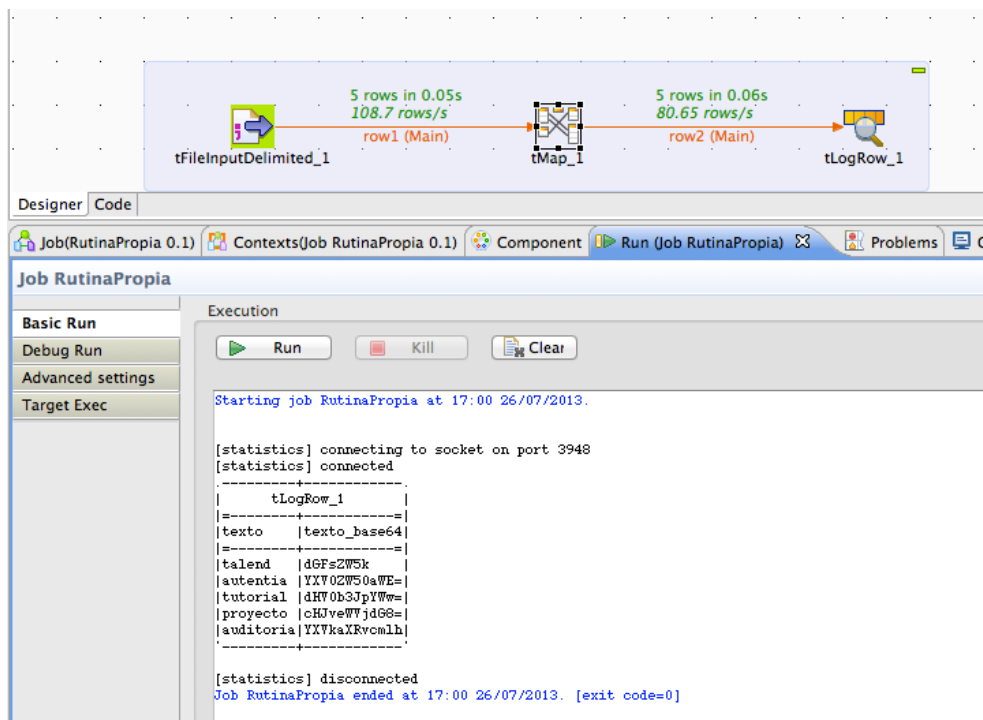 5 rows in 0.05s
108.7 rows/s
row1 (Main)
5 rows in 0.06s
80.65 rows/s
row2 (Main)
tFileInputDelimited_1
tMap_1
tLogRow_1
Designer Code
Job(RutinaPropia 0.1) Contexts(Job RutinaPropia 0.1) Component Run (Job RutinaPropia) Problems
Job RutinaPropia
Basic Run
Debug Run
Advanced settings
Target Exec
Execution
Run Kill Clear
Starting job RutinaPropia at 17:00 26/07/2013.
[statistics] connecting to socket on port 3948
[statistics] connected
.---------+------------.
|      tLogRow_1       |
|=--------+-----------=|
|texto    |texto_base64|
|=--------+-----------=|
|talend   |dGFsZW5k    |
|autentia |YXV0ZW50aWE=|
|tutorial |dHV0b3JpYWw=|
|proyecto |cHJveWVjdG8=|
|auditoria|YXVkaXRvcmlh|
'---------+------------'
[statistics] disconnected
Job RutinaPropia ended at 17:00 26/07/2013. [exit code=0]